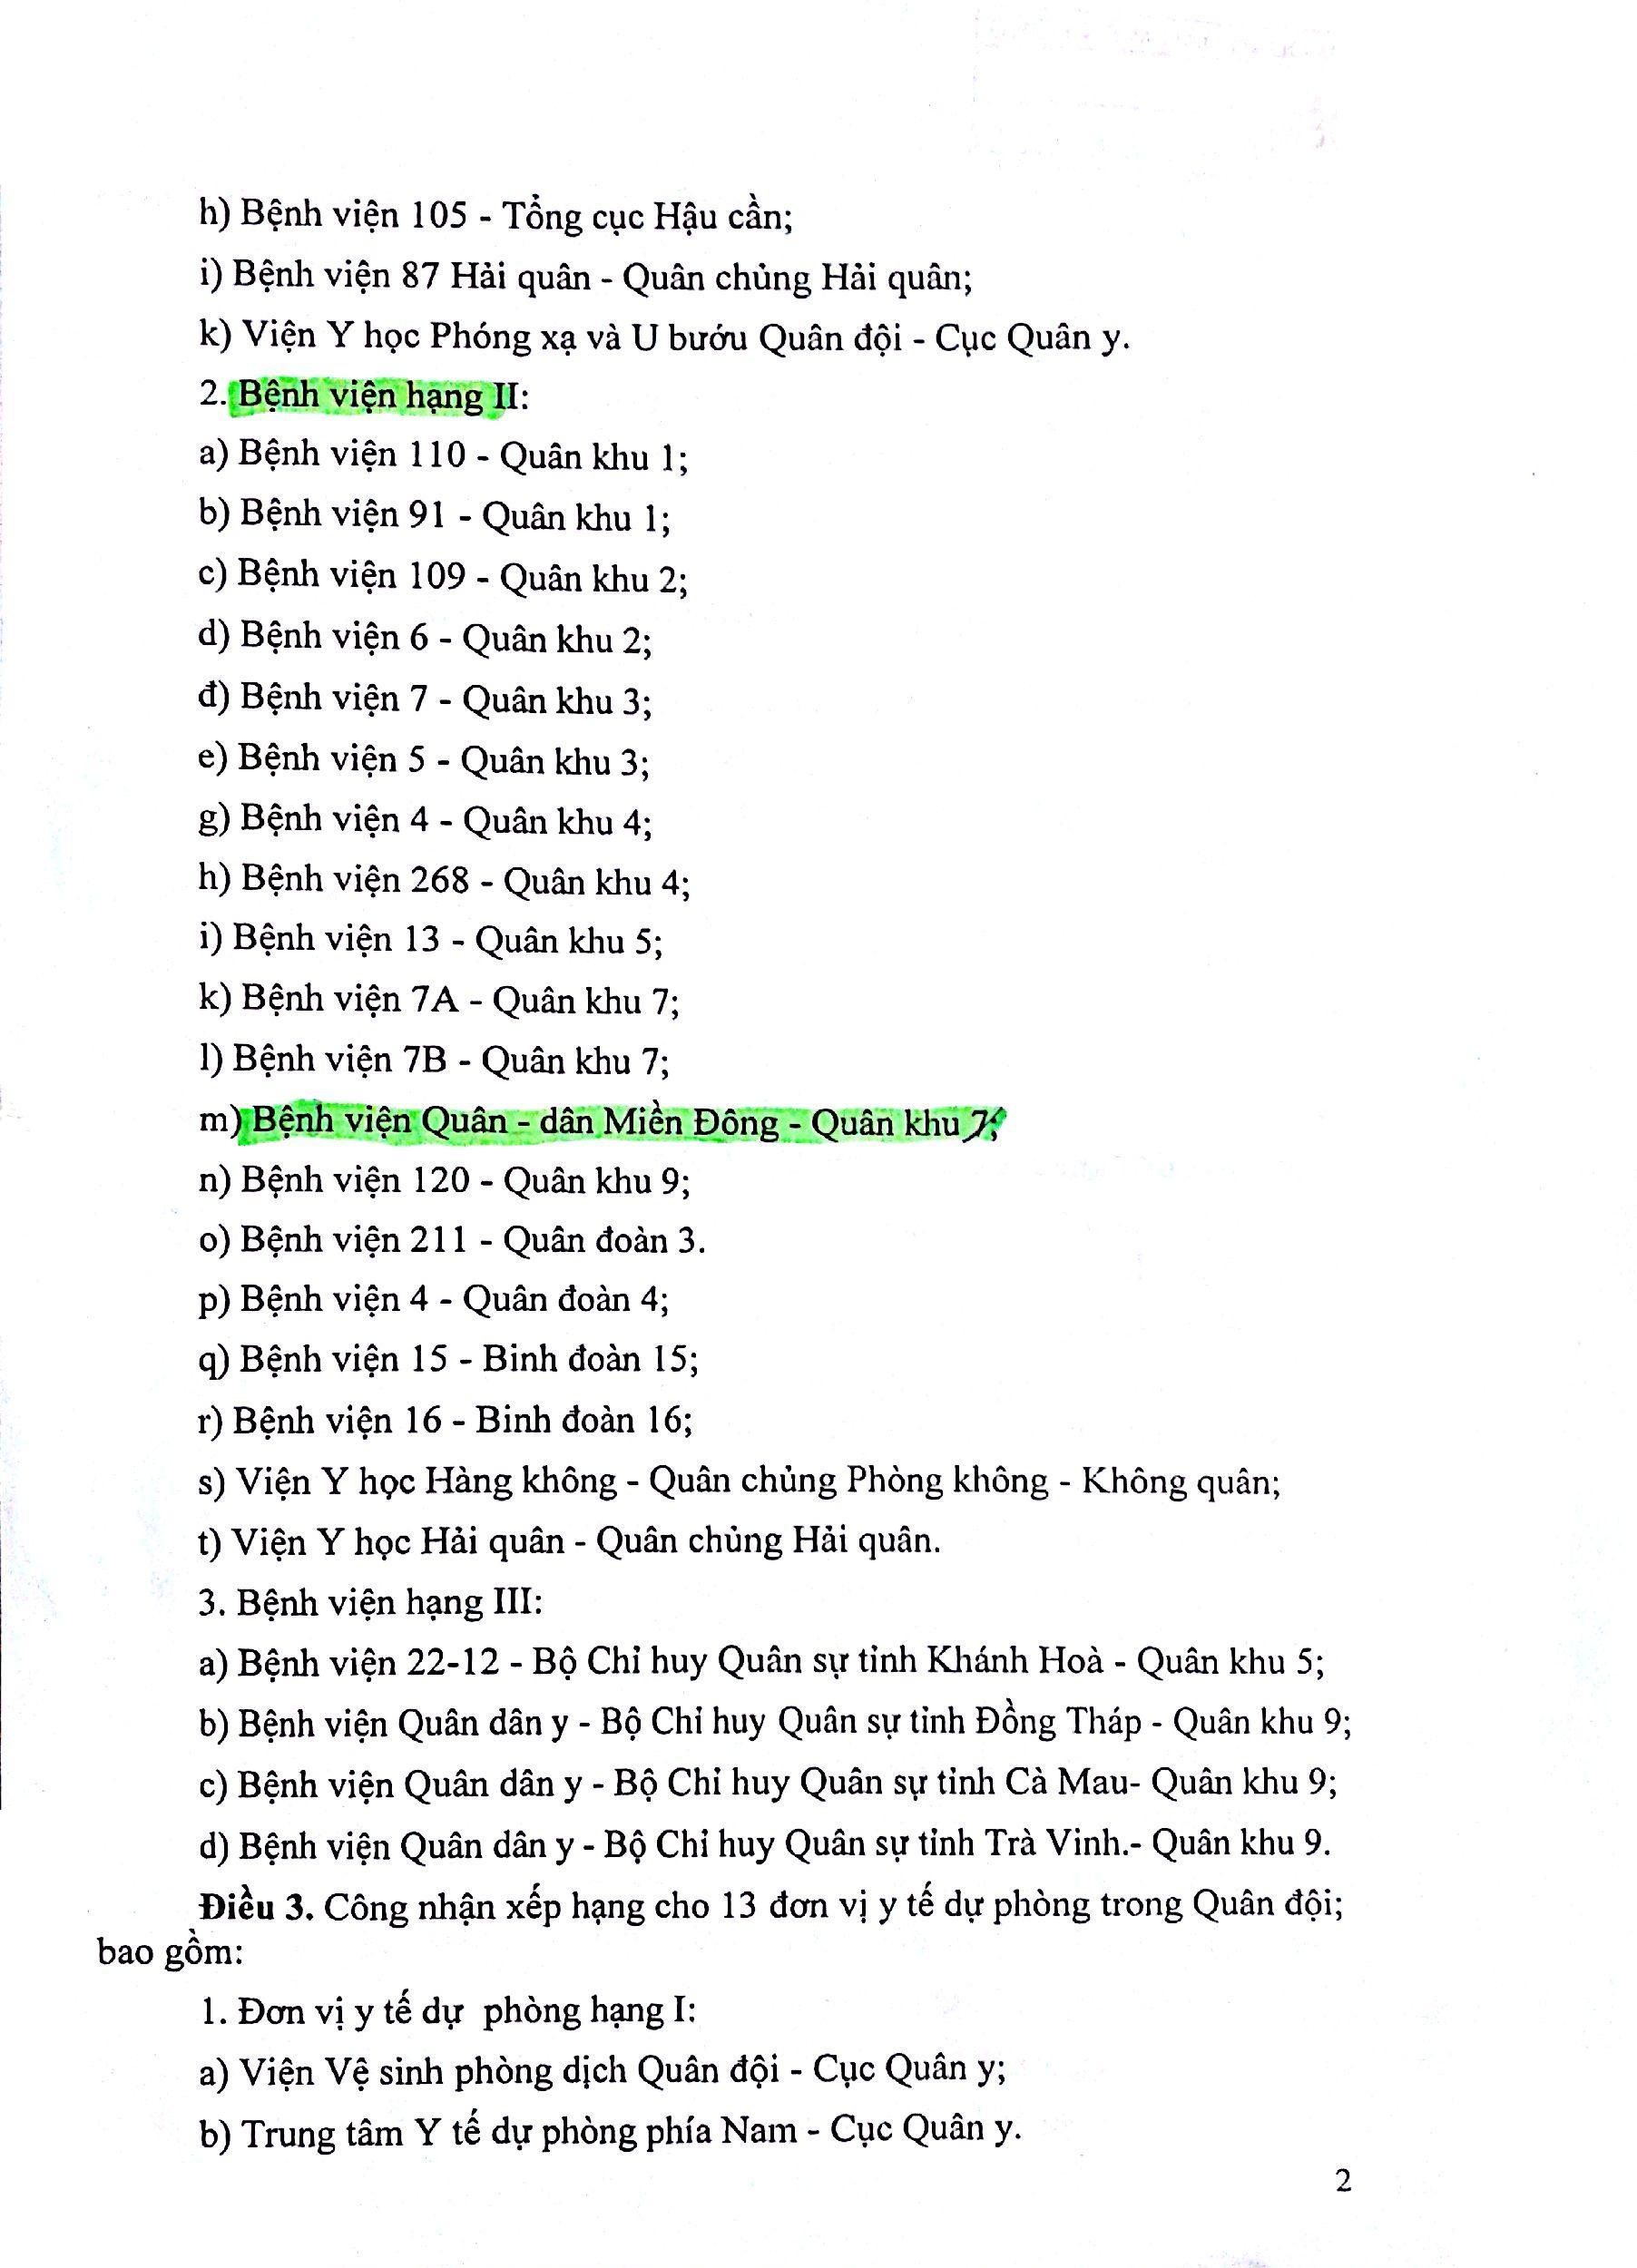 h) Bệnh viện 105 - Tổng cục Hậu cần;
i) Bệnh viện 87 Hải quân - Quân chủng Hải quân;
k) Viện Y học Phóng xạ và U bướu Quân đội - Cục Quân y.
2. Bệnh viện hạng II:
a) Bệnh viện 110 - Quân khu 1;
b) Bệnh viện 91 - Quân khu 1;
c) Bệnh viện 109 - Quân khu 2;
d) Bệnh viện 6 - Quân khu 2;
đ) Bệnh viện 7 - Quân khu 3;
e) Bệnh viện 5 - Quân khu 3;
g) Bệnh viện 4 - Quân khu 4;
h) Bệnh viện 268 - Quân khu 4;
i) Bệnh viện 13 - Quân khu 5;
k) Bệnh viện 7A - Quân khu 7;
l) Bệnh viện 7B - Quân khu 7;
m) Bệnh viện Quân - dân Miền Đông - Quân khu 7;
n) Bệnh viện 120 - Quân khu 9;
o) Bệnh viện 211 - Quân đoàn 3.
p) Bệnh viện 4 - Quân đoàn 4;
q) Bệnh viện 15 - Binh đoàn 15;
r) Bệnh viện 16 - Binh đoàn 16;
s) Viện Y học Hàng không - Quân chủng Phòng không - Không quân;
t) Viện Y học Hải quân - Quân chủng Hải quân.
3. Bệnh viện hạng III:
a) Bệnh viện 22-12 - Bộ Chỉ huy Quân sự tỉnh Khánh Hoà - Quân khu 5;
b) Bệnh viện Quân dân y - Bộ Chỉ huy Quân sự tỉnh Đồng Tháp - Quân khu 9;
c) Bệnh viện Quân dân y - Bộ Chỉ huy Quân sự tỉnh Cà Mau- Quân khu 9;
d) Bệnh viện Quân dân y - Bộ Chỉ huy Quân sự tỉnh Trà Vinh.- Quân khu 9.
Điều 3. Công nhận xếp hạng cho 13 đơn vị y tế dự phòng trong Quân đội;
bao gồm:
1. Đơn vị y tế dự phòng hạng I:
a) Viện Vệ sinh phòng dịch Quân đội - Cục Quân y;
b) Trung tâm Y tế dự phòng phía Nam - Cục Quân y.
2